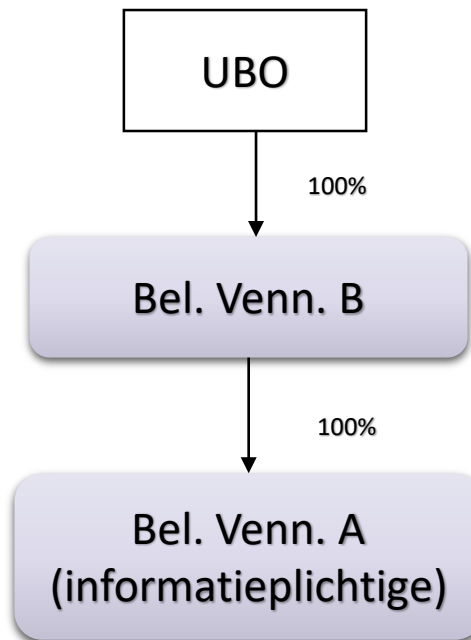 UBO
100%
Bel. Venn. B
100%
Bel. Venn. A
(informatieplichtige)